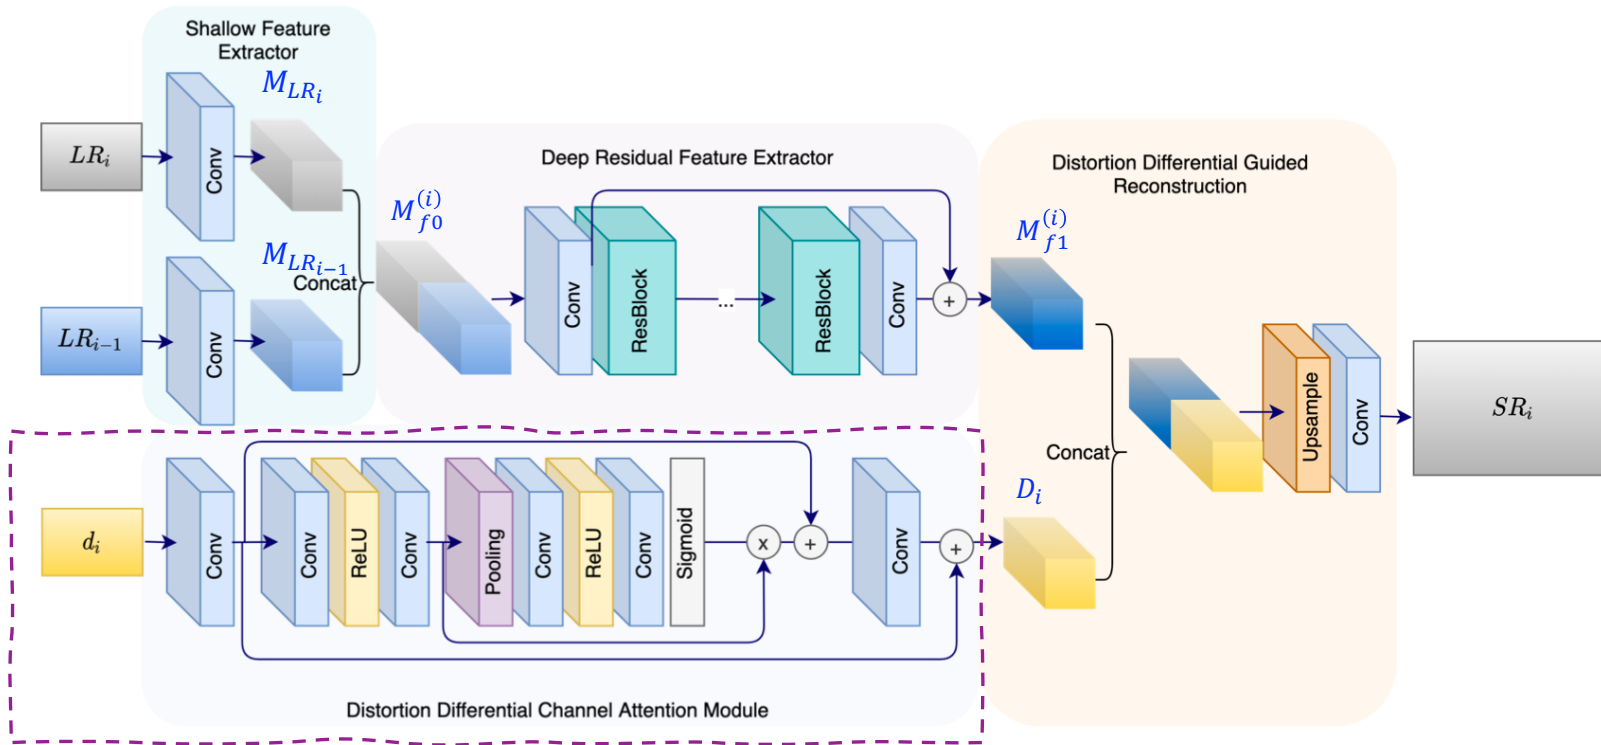 Shallow Feature
Extractor
$M_{LR_i}$
$LR_i$
Conv
$M_{LR_{i-1}}$
Concat
$LR_{i-1}$
Conv
Deep Residual Feature Extractor
$M_{f0}^{(i)}$
Conv
ResBlock
...
ResBlock
Conv
+
Distortion Differential Guided
Reconstruction
$M_{f1}^{(i)}$
Concat
$D_i$
Upsample
Conv
$SR_i$
$d_i$
Conv
Conv
ReLU
Conv
Pooling
Conv
ReLU
Conv
Sigmoid
x
+
Conv
+
Distortion Differential Channel Attention Module